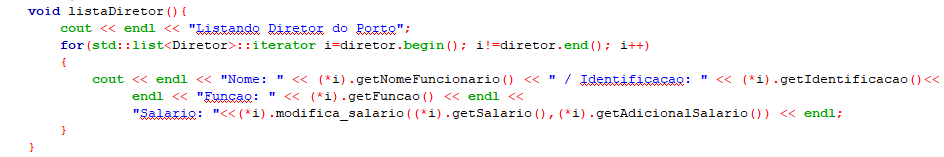 void listaDiretor(){
cout << endl << "Listando Diretor do Porto";
for(std::list<Diretor>::iterator i=diretor.begin(); i!=diretor.end(); i++)
{
cout << endl << "Nome: " << (*i).getNomeFuncionario() << " / Identificacao: " << (*i).getIdentificacao()<<
endl << "Funcao: " << (*i).getFuncao() << endl <<
"Salario: "<<(*i).modifica_salario((*i).getSalario(),(*i).getAdicionalSalario()) << endl;
}
}